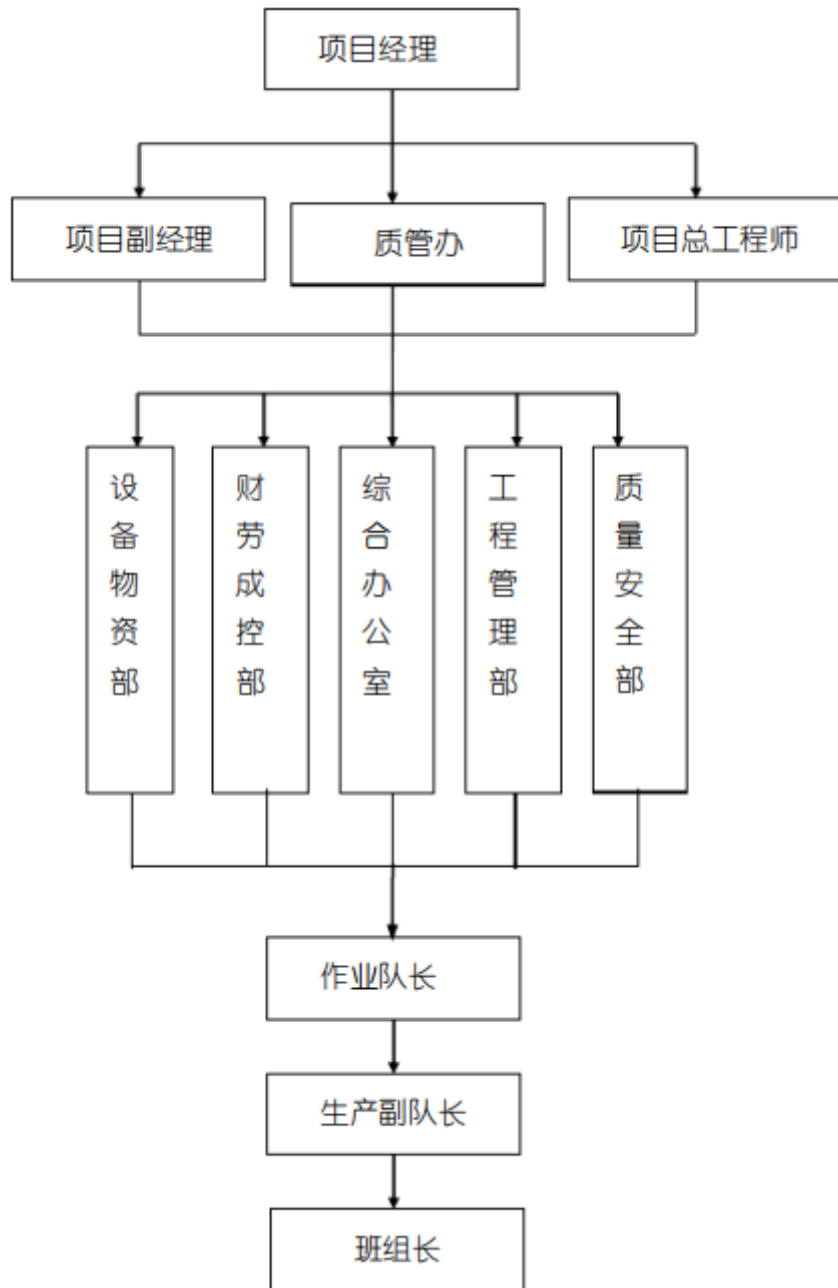 项目经理
项目副经理
质管办
项目总工程师
设备物资部
财劳成控部
综合办公室
工程管理部
质量安全部
作业队长
生产副队长
班组长